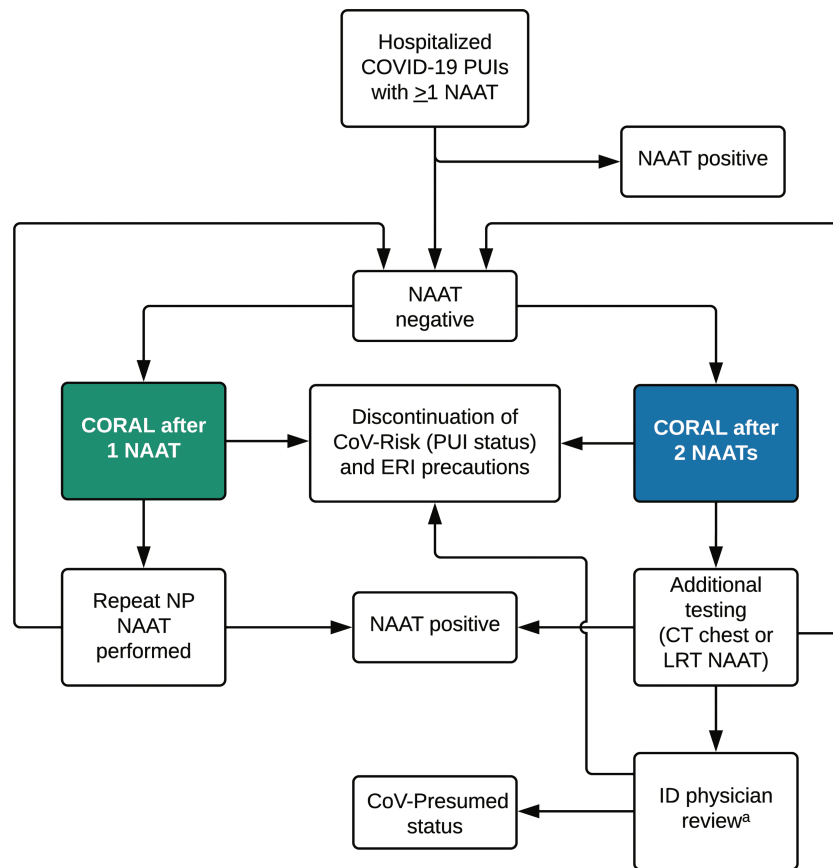 Hospitalized
COVID-19 PUIs
with ≥1 NAAT
NAAT positive
NAAT
negative
CORAL after
1 NAAT
Discontinuation of
CoV-Risk (PUI status)
and ERI precautions
CORAL after
2 NAATs
Repeat NP
NAAT
performed
NAAT positive
Additional
testing
(CT chest or
LRT NAAT)
CoV-Presumed
status
ID physician
reviewᵃ